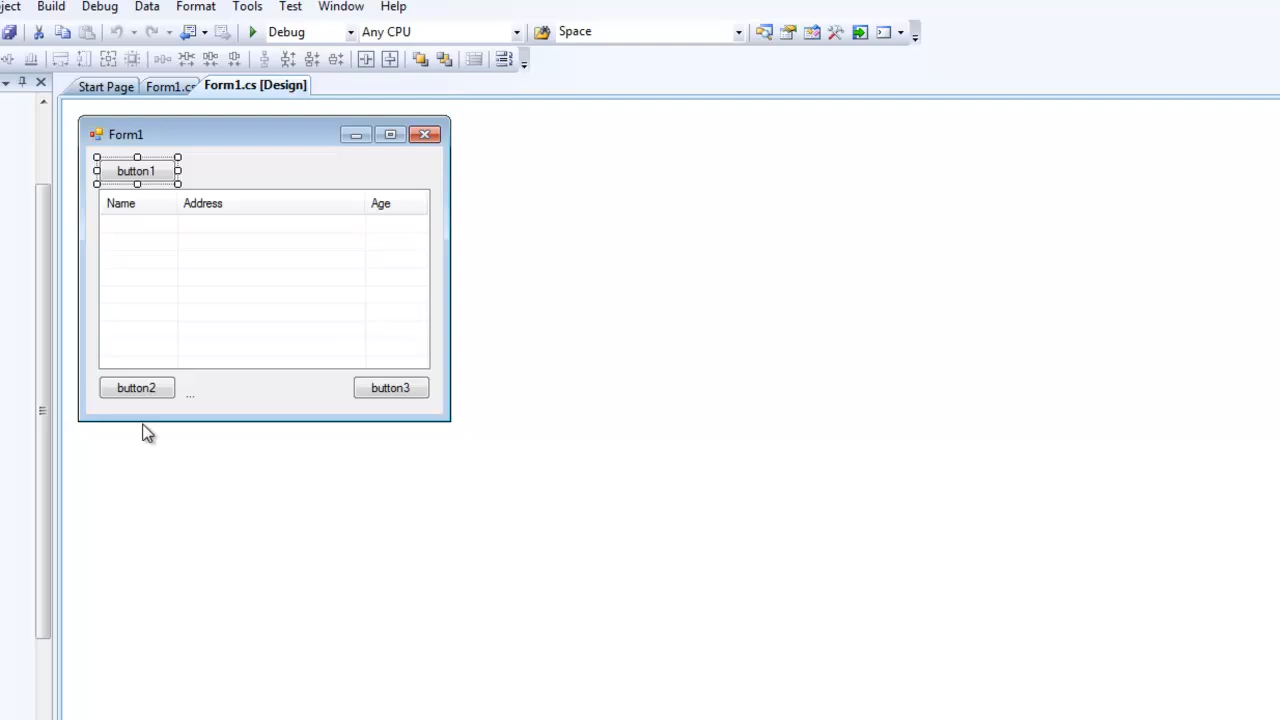 ject Build Debug Data Format Tools Test Window Help
Debug Any CPU Space
Start Page Form1.cs Form1.cs [Design]
Form1
button1
Name Address Age
button2 ... button3